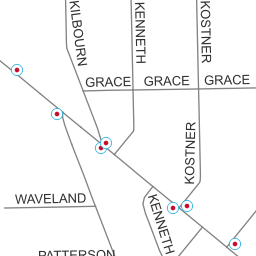 KILBOURN
KENNETH
KOSTNER
GRACE GRACE GRACE
KOSTNER
WAVELAND
KENNETH
PATTERSON